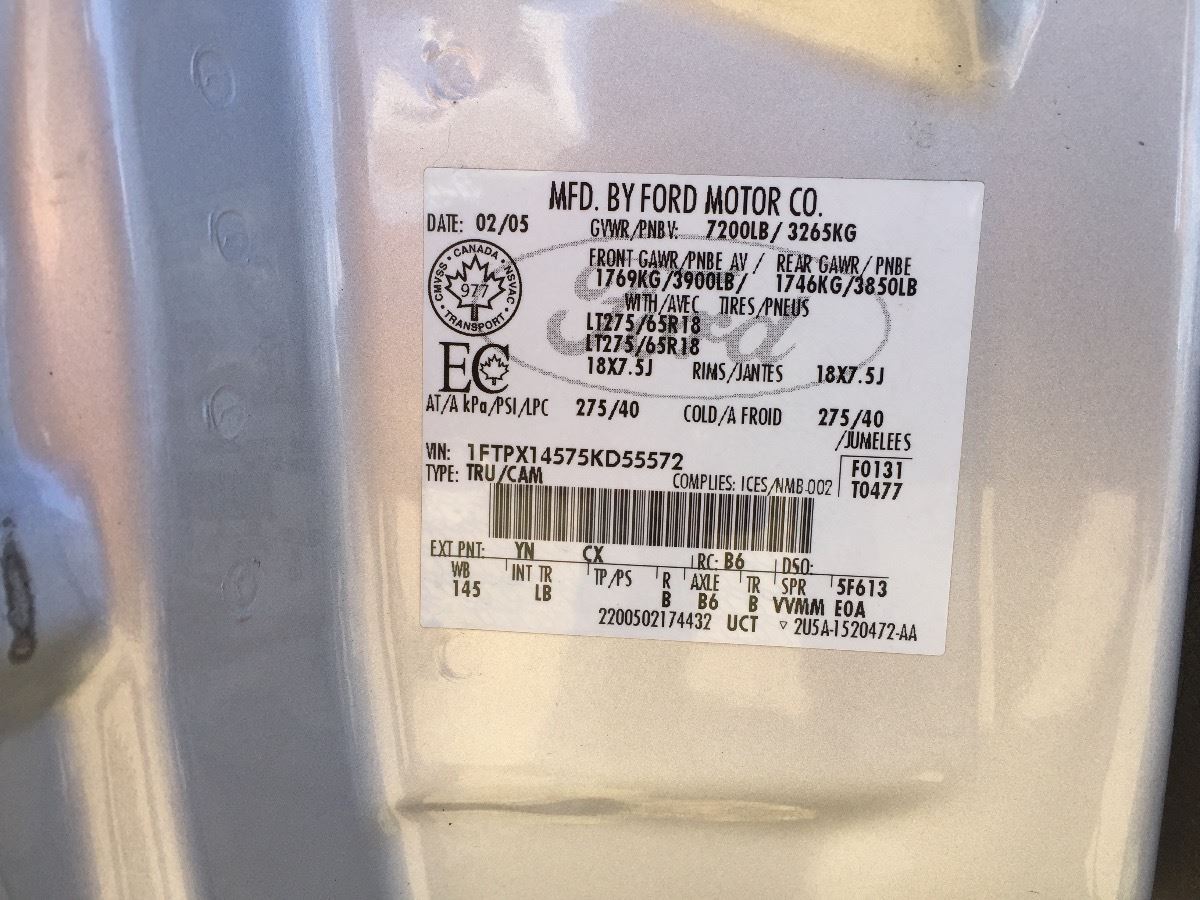 MFD. BY FORD MOTOR CO.
DATE: 02/05 GVWR/PNBV: 7200LB/ 3265KG
FRONT GAWR/PNBE AV / REAR GAWR/ PNBE
1769KG/3900LB/ 1746KG/3850LB
WITH/AVEC TIRES/PNEUS
LT275/65R18
LT275/65R18
18X7.5J RIMS/JANTES 18X7.5J
CMVSS · CANADA · NSVAC
977
· TRANSPORT ·
EC
Ford
AT/A kPa/PSI/LPC 275/40 COLD/A FROID 275/40
/JUMELEES
VIN: 1FTPX14575KD55572 F0131
TYPE: TRU/CAM COMPLIES: ICES/NMB-002 T0477
EXT PNT: YN CX RC: B6 DSO:
WB INT TR TP/PS R AXLE TR SPR 5F613
145 LB B B6 B VVMM E0A
2200502174432 UCT ▽ 2U5A-1520472-AA